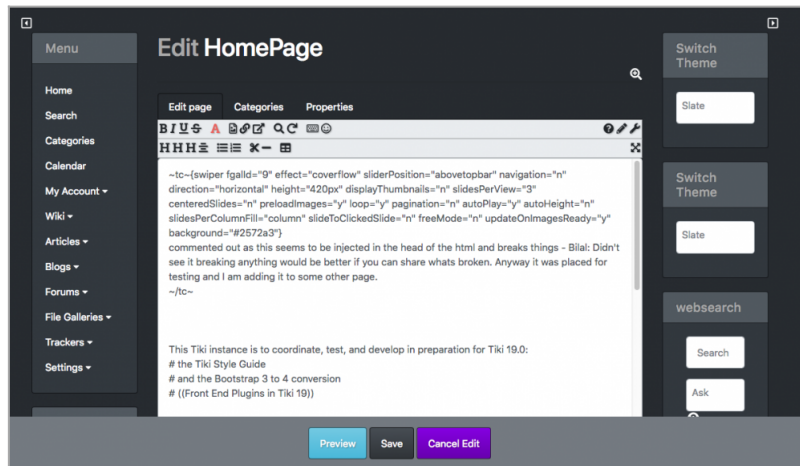 Menu
Home
Search
Categories
Calendar
My Account
Wiki
Articles
Blogs
Forums
File Galleries
Trackers
Settings
Edit HomePage
Edit page Categories Properties
B I U S A
H H H
~tc~{swiper fgalId="9" effect="coverflow" sliderPosition="abovetopbar" navigation="n"
direction="horizontal" height="420px" displayThumbnails="n" slidesPerView="3"
centeredSlides="n" preloadImages="y" loop="y" pagination="n" autoPlay="y" autoHeight="n"
slidesPerColumnFill="column" slideToClickedSlide="n" freeMode="n" updateOnImagesReady="y"
background="#2572a3"}
commented out as this seems to be injected in the head of the html and breaks things - Bilal: Didn't
see it breaking anything would be better if you can share whats broken. Anyway it was placed for
testing and I am adding it to some other page.
~/tc~
This Tiki instance is to coordinate, test, and develop in preparation for Tiki 19.0:
# the Tiki Style Guide
# and the Bootstrap 3 to 4 conversion
# ((Front End Plugins in Tiki 19))
Preview Save Cancel Edit
Switch
Theme
Slate
Switch
Theme
Slate
websearch
Search
Ask